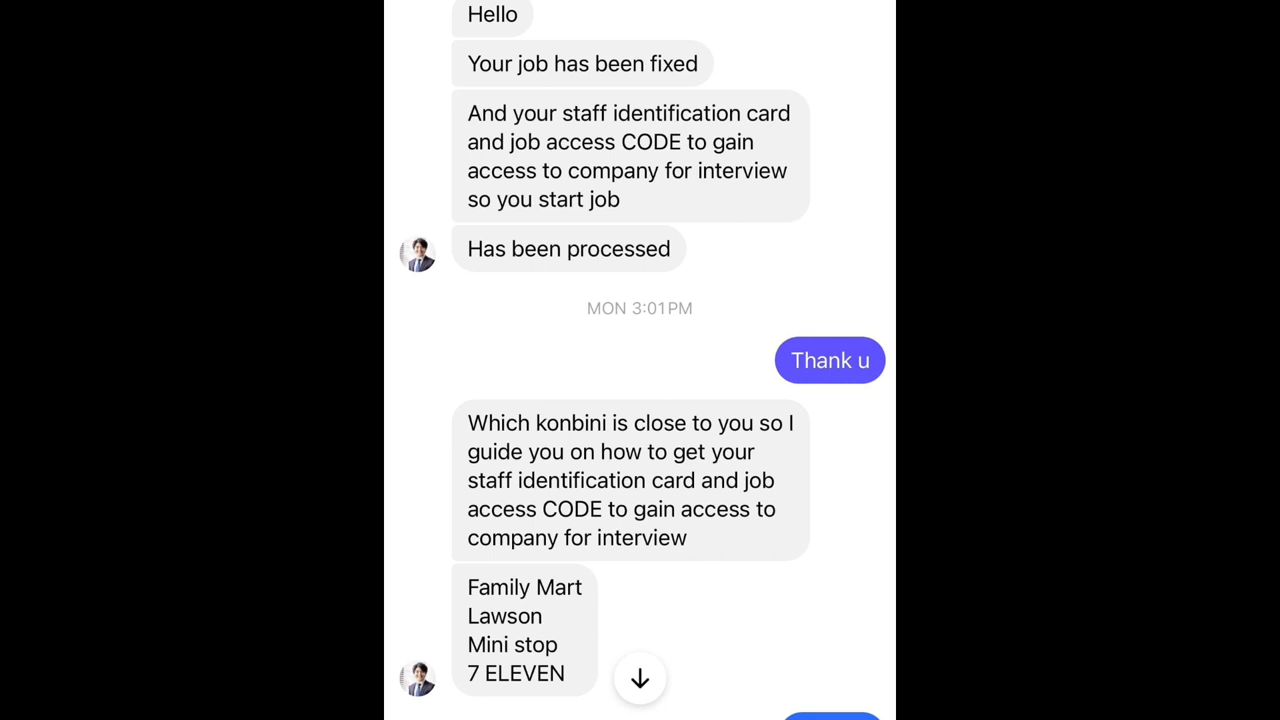 Hello
Your job has been fixed
And your staff identification card
and job access CODE to gain
access to company for interview
so you start job
Has been processed
MON 3:01 PM
Thank u
Which konbini is close to you so I
guide you on how to get your
staff identification card and job
access CODE to gain access to
company for interview
Family Mart
Lawson
Mini stop
7 ELEVEN